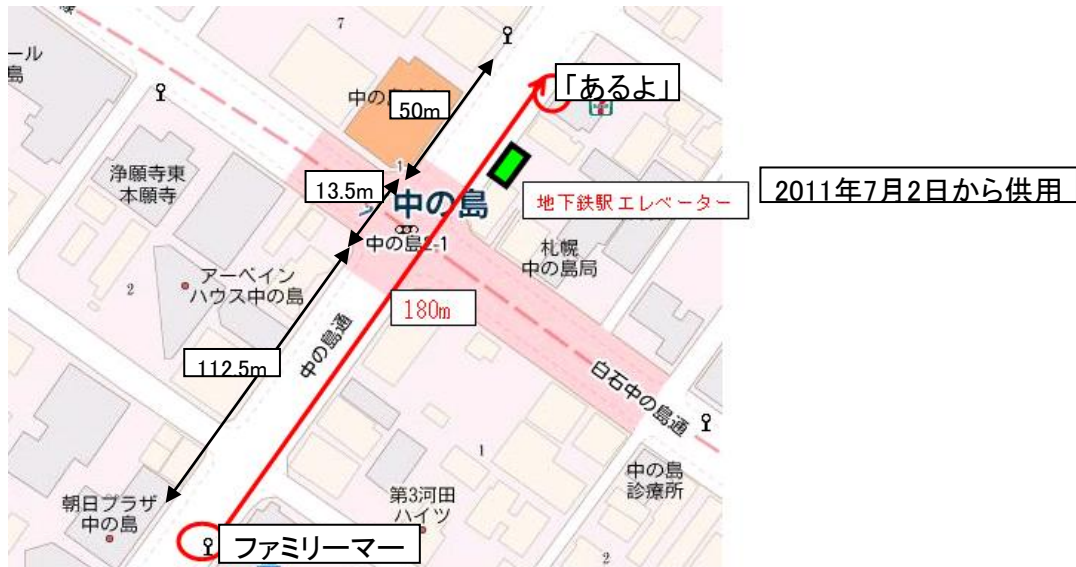 7
ール
島
中の島
50m
「あるよ」
浄願寺東
本願寺
13.5m
1
中の島
中の島2-1
地下鉄駅エレベーター
2011年7月2日から供用
札幌
中の島局
アーベイン
ハウス中の島
2
180m
中の島通
112.5m
白石中の島通
1
朝日プラザ
中の島
第3河田
ハイツ
中の島
診療所
ファミリーマー
2